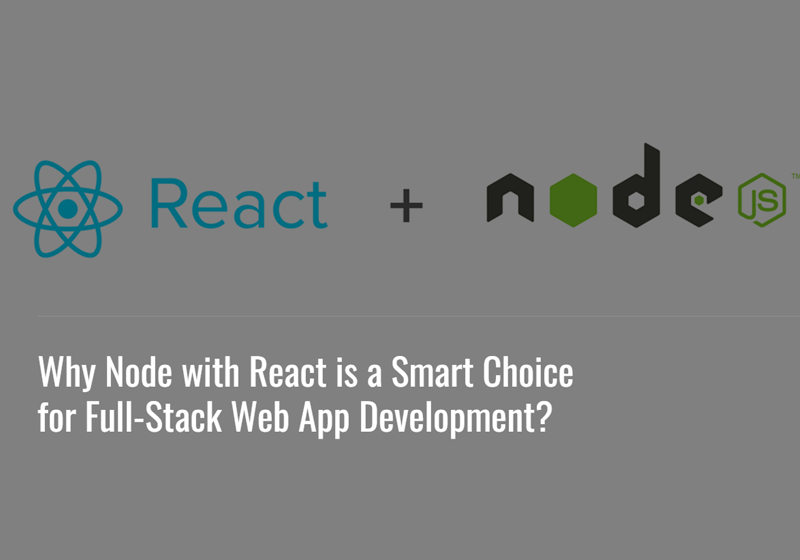 React + node JS ™
Why Node with React is a Smart Choice
for Full-Stack Web App Development?